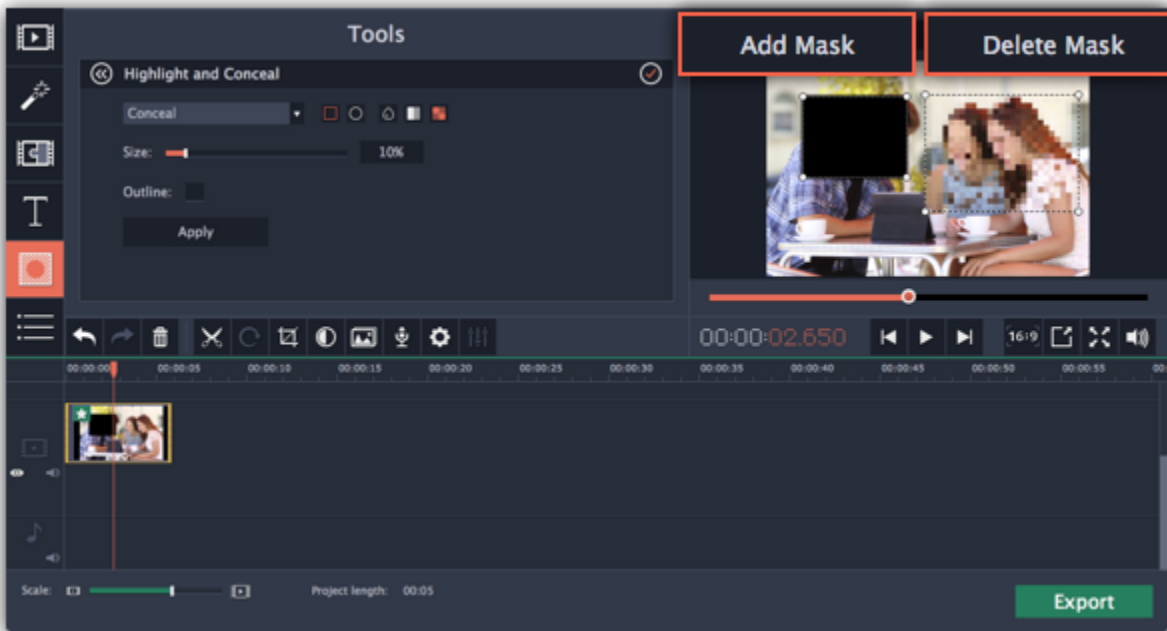 Tools
Add Mask
Delete Mask
Highlight and Conceal
Conceal
Size: 10%
Outline:
Apply
T
00:00:02.650
16:9
00:00:00 00:00:05 00:00:10 00:00:15 00:00:20 00:00:25 00:00:30 00:00:35 00:00:40 00:00:45 00:00:50 00:00:55 00:
Scale:
Project length: 00:05
Export